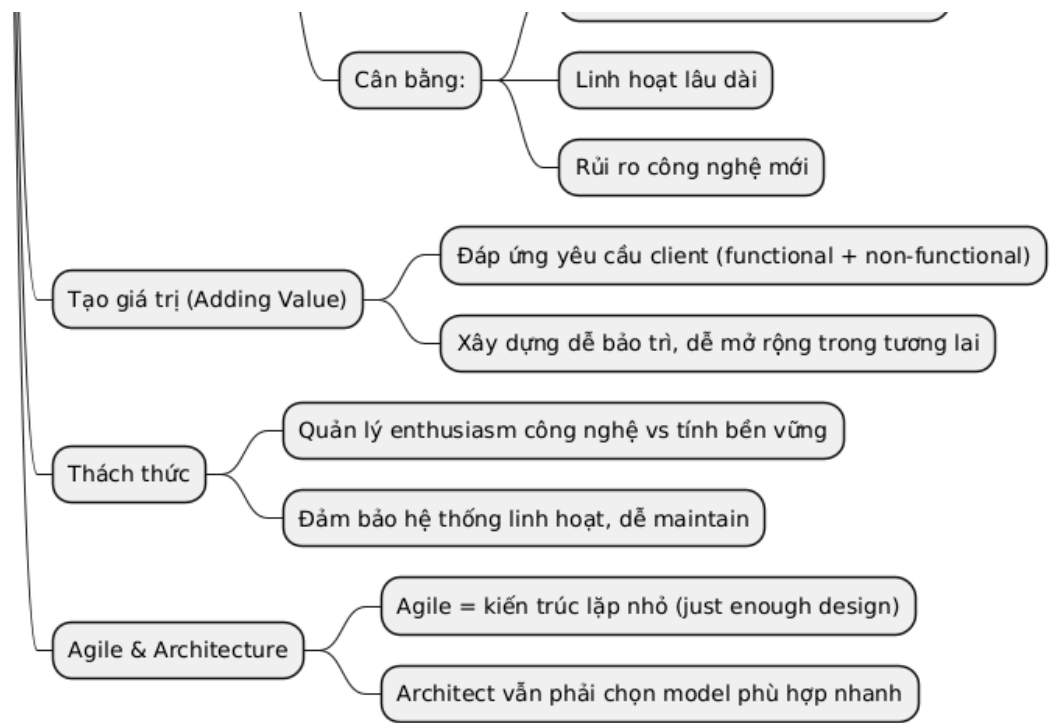 Cân bằng:
Linh hoạt lâu dài
Rủi ro công nghệ mới
Tạo giá trị (Adding Value)
Đáp ứng yêu cầu client (functional + non-functional)
Xây dựng dễ bảo trì, dễ mở rộng trong tương lai
Thách thức
Quản lý enthusiasm công nghệ vs tính bền vững
Đảm bảo hệ thống linh hoạt, dễ maintain
Agile & Architecture
Agile = kiến trúc lặp nhỏ (just enough design)
Architect vẫn phải chọn model phù hợp nhanh